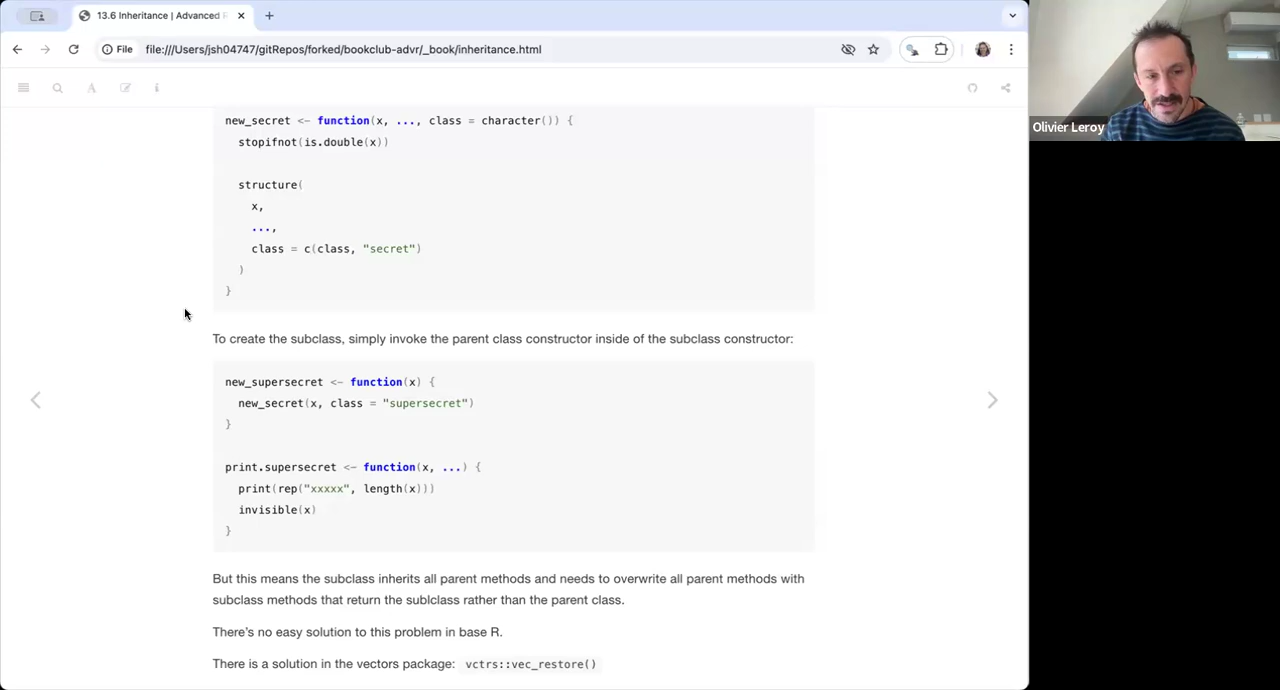 13.6 Inheritance | Advanced R
File file:///Users/jsh04747/gitRepos/forked/bookclub-advr/_book/inheritance.html
new_secret <- function(x, ..., class = character()) {
stopifnot(is.double(x))
structure(
x,
...,
class = c(class, "secret")
)
}
To create the subclass, simply invoke the parent class constructor inside of the subclass constructor:
new_supersecret <- function(x) {
new_secret(x, class = "supersecret")
}
print.supersecret <- function(x, ...) {
print(rep("xxxxx", length(x)))
invisible(x)
}
But this means the subclass inherits all parent methods and needs to overwrite all parent methods with
subclass methods that return the sublclass rather than the parent class.
There's no easy solution to this problem in base R.
There is a solution in the vectors package: vctrs::vec_restore()
Olivier Leroy